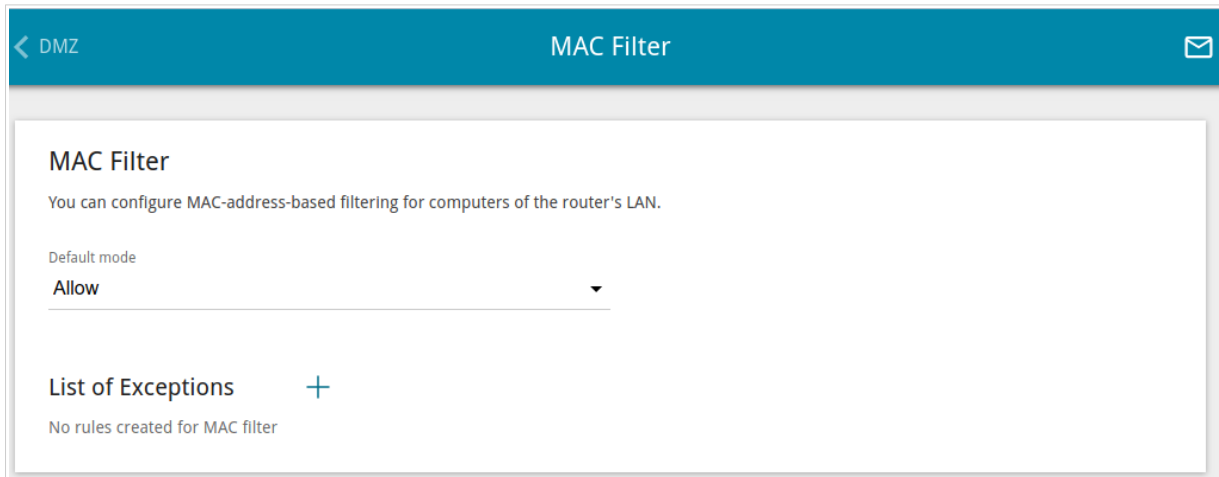 DMZ
MAC Filter
MAC Filter
You can configure MAC-address-based filtering for computers of the router's LAN.
Default mode
Allow
List of Exceptions
No rules created for MAC filter